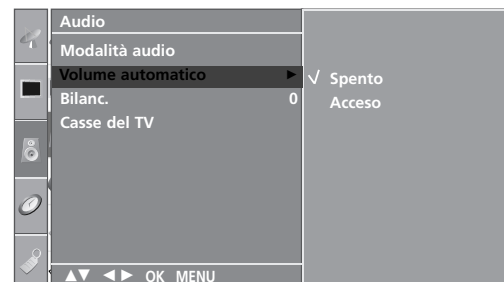 Audio
Modalità audio
Volume automatico ► √ Spento
Bilanc. 0 Acceso
Casse del TV
▲▼ ◄► OK MENU